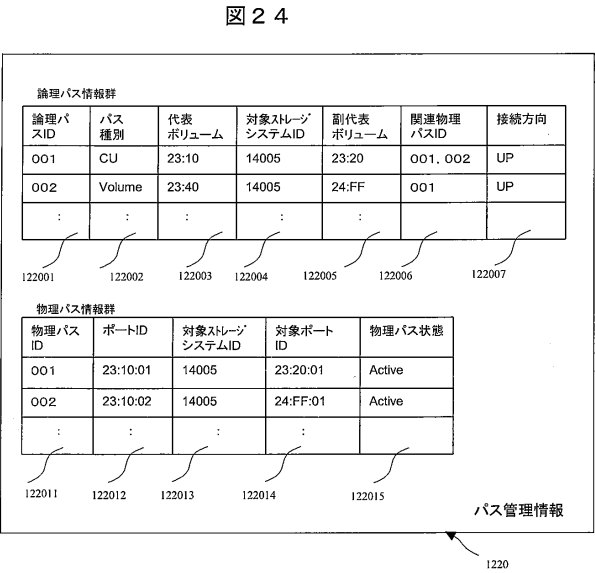 図２４
論理パス情報群
論理パ パス 代表 対象ストレージ 副代表 関連物理 接続方向
スID 種別 ボリューム システムID ボリューム パスID
001 CU 23:10 14005 23:20 001, 002 UP
002 Volume 23:40 14005 24:FF 001 UP
: : : : :
122001 122002 122003 122004 122005 122006 122007
物理パス情報群
物理パス ポートID 対象ストレージ 対象ポート 物理パス状態
ID システムID ID
001 23:10:01 14005 23:20:01 Active
002 23:10:02 14005 24:FF:01 Active
: : : :
122011 122012 122013 122014 122015
パス管理情報
1220